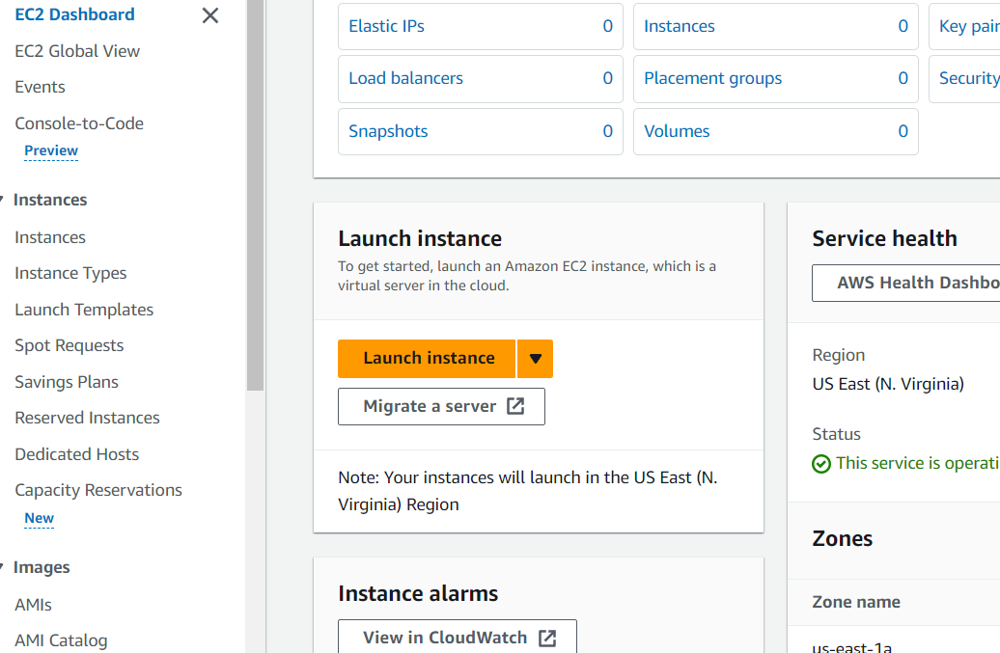 EC2 Dashboard
EC2 Global View
Events
Console-to-Code
Preview
Instances
Instances
Instance Types
Launch Templates
Spot Requests
Savings Plans
Reserved Instances
Dedicated Hosts
Capacity Reservations
New
Images
AMIs
AMI Catalog
Elastic IPs 0
Instances 0
Key pair
Load balancers 0
Placement groups 0
Security
Snapshots 0
Volumes 0
Launch instance
To get started, launch an Amazon EC2 instance, which is a
virtual server in the cloud.
Launch instance
Migrate a server
Note: Your instances will launch in the US East (N.
Virginia) Region
Instance alarms
View in CloudWatch
Service health
AWS Health Dashbo
Region
US East (N. Virginia)
Status
This service is operati
Zones
Zone name
us-east-1a